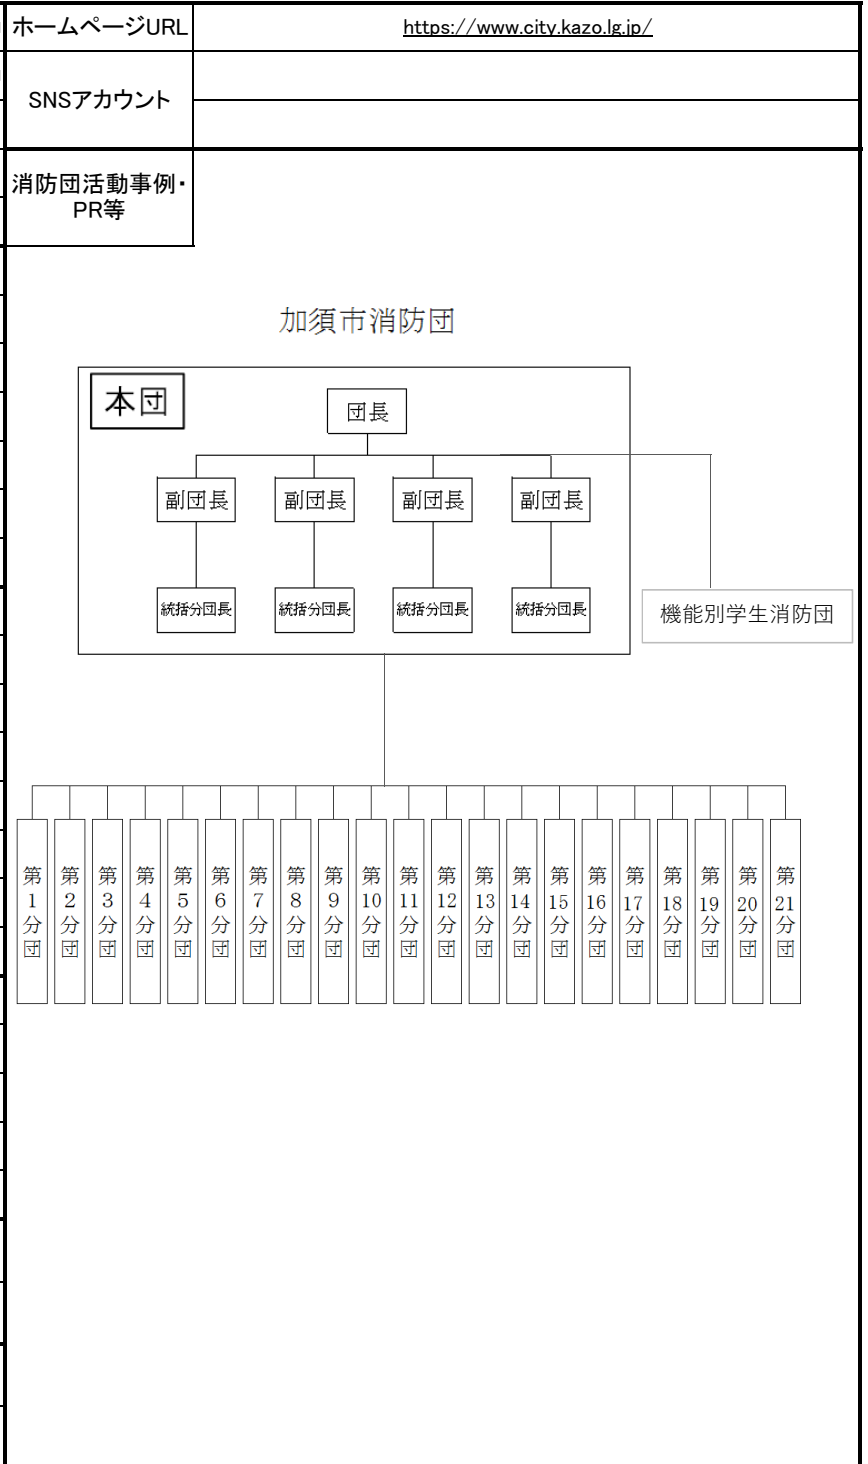 ホームページURL
https://www.city.kazo.lg.jp/
SNSアカウント
消防団活動事例・
PR等
加須市消防団
本団
団長
副団長
副団長
副団長
副団長
統括分団長
統括分団長
統括分団長
統括分団長
機能別学生消防団
第1分団
第2分団
第3分団
第4分団
第5分団
第6分団
第7分団
第8分団
第9分団
第10分団
第11分団
第12分団
第13分団
第14分団
第15分団
第16分団
第17分団
第18分団
第19分団
第20分団
第21分団